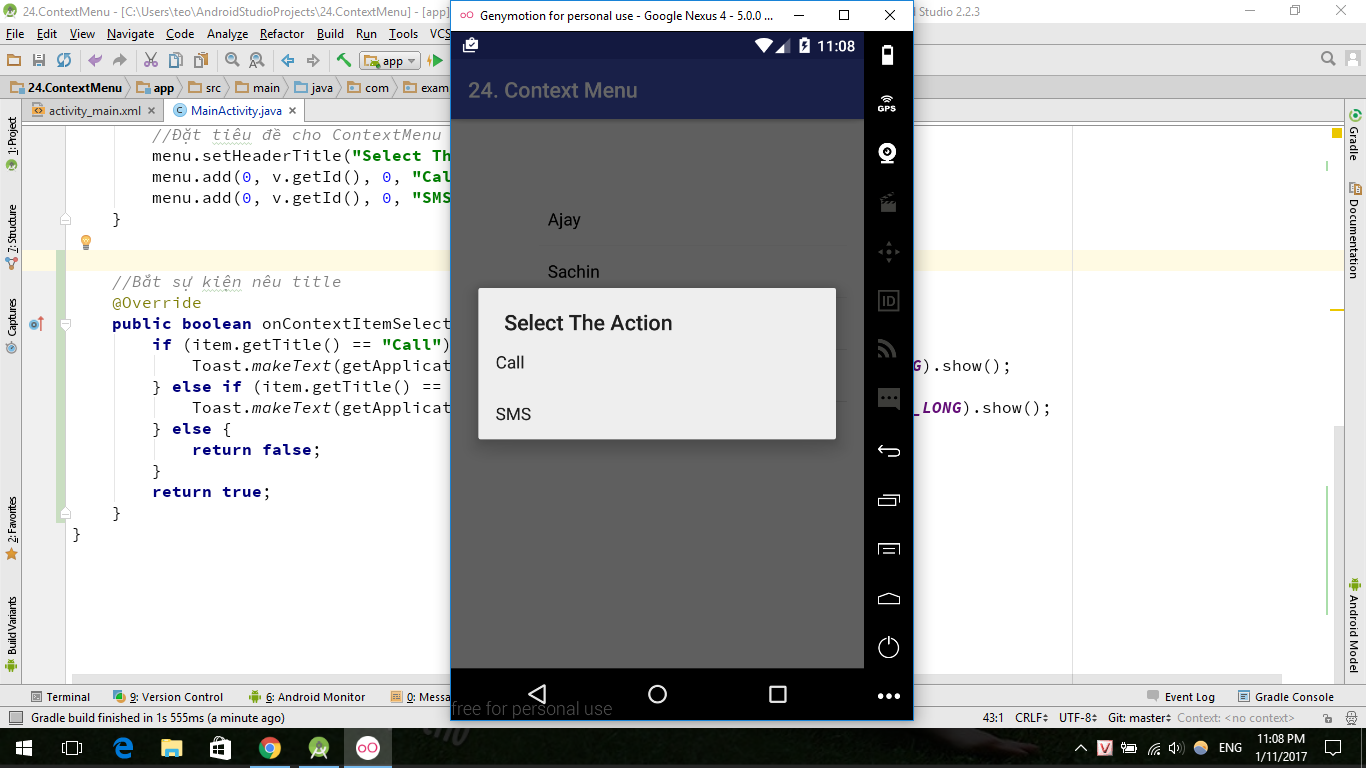 24.ContextMenu - [C:\Users\teo\AndroidStudioProjects\24.ContextMenu] - [app]
Studio 2.2.3
File Edit View Navigate Code Analyze Refactor Build Run Tools VCS
app
24.ContextMenu app src main java com exam
activity_main.xml MainActivity.java
//Đặt tiêu đề cho ContextMenu
menu.setHeaderTitle("Select Th
menu.add(0, v.getId(), 0, "Cal
menu.add(0, v.getId(), 0, "SMS
}
//Bắt sự kiện nêu title
@Override
public boolean onContextItemSelect
if (item.getTitle() == "Call")
Toast.makeText(getApplicat G).show();
} else if (item.getTitle() ==
Toast.makeText(getApplicat _LONG).show();
} else {
return false;
}
return true;
}
}
1: Project
7: Structure
Captures
2: Favorites
Build Variants
Genymotion for personal use - Google Nexus 4 - 5.0.0 ...
11:08
24. Context Menu
Ajay
Sachin
Select The Action
Call
SMS
free for personal use
GPS
ID
Gradle
Documentation
Android Model
Terminal 9: Version Control 6: Android Monitor 0: Messa Event Log Gradle Console
Gradle build finished in 1s 555ms (a minute ago) 43:1 CRLF UTF-8 Git: master Context: <no context>
V ENG 11:08 PM
1/11/2017